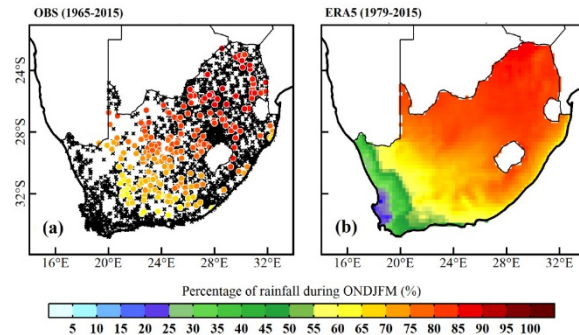 OBS (1965-2015) ERA5 (1979-2015)
24°S
28°S
32°S
(a) (b)
16°E 20°E 24°E 28°E 32°E 16°E 20°E 24°E 28°E 32°E
Percentage of rainfall during ONDJFM (%)
5 10 15 20 25 30 35 40 50 55 60 65 70 75 80 85 90 95 100